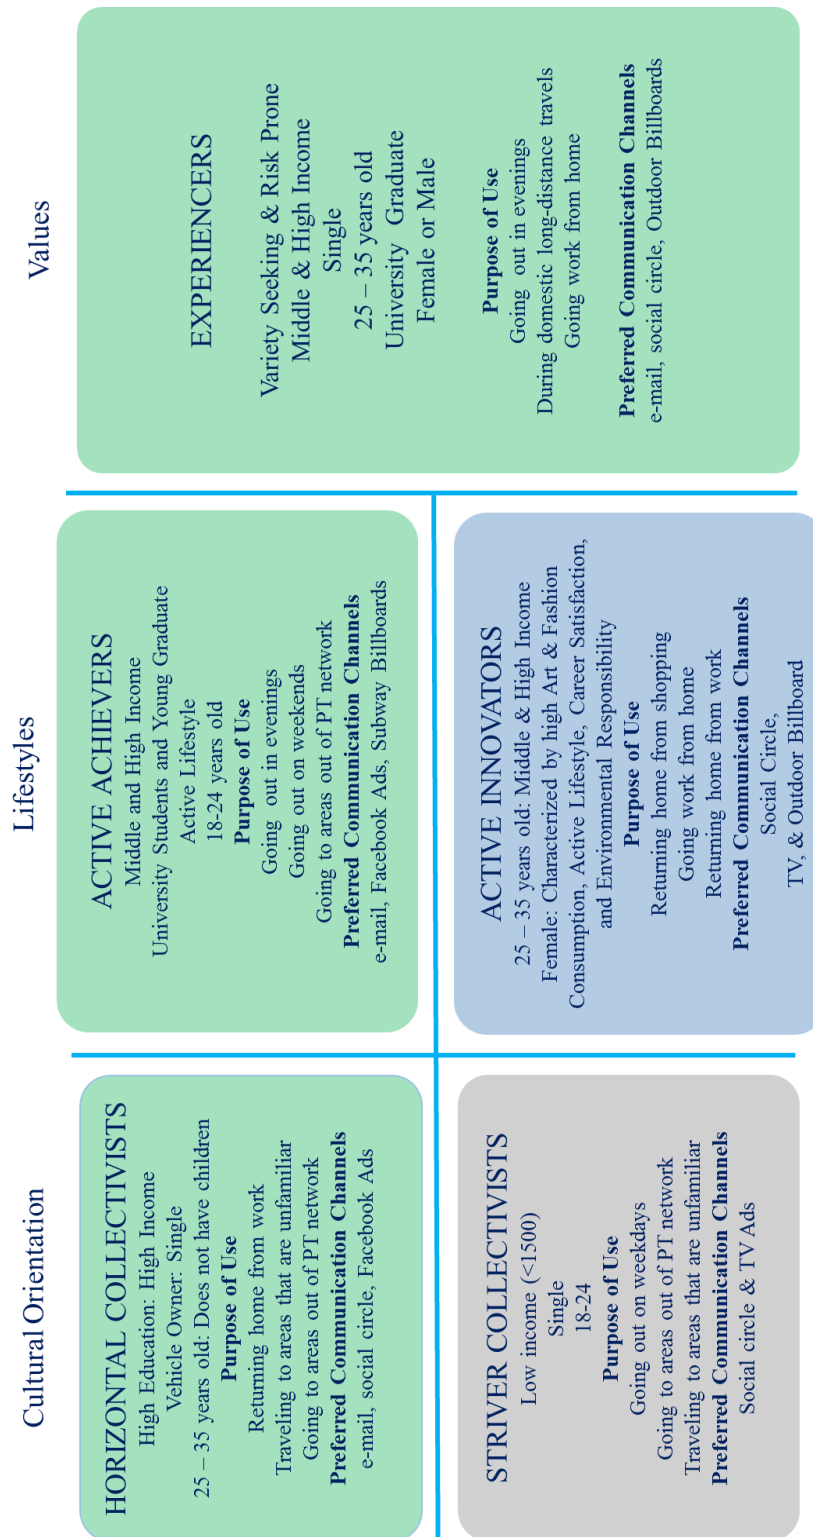 Cultural Orientation
Lifestyles
Values
HORIZONTAL COLLECTIVISTS
High Education: High Income
Vehicle Owner: Single
25 – 35 years old: Does not have children
Purpose of Use
Returning home from work
Traveling to areas that are unfamiliar
Going to areas out of PT network
Preferred Communication Channels
e-mail, social circle, Facebook Ads
STRIVER COLLECTIVISTS
Low income (<1500)
Single
18-24
Purpose of Use
Going out on weekdays
Going to areas out of PT network
Traveling to areas that are unfamiliar
Preferred Communication Channels
Social circle & TV Ads
ACTIVE ACHIEVERS
Middle and High Income
University Students and Young Graduate
Active Lifestyle
18-24 years old
Purpose of Use
Going out in evenings
Going out on weekends
Going to areas out of PT network
Preferred Communication Channels
e-mail, Facebook Ads, Subway Billboards
ACTIVE INNOVATORS
25 – 35 years old: Middle & High Income
Female: Characterized by high Art & Fashion
Consumption, Active Lifestyle, Career Satisfaction,
and Environmental Responsibility
Purpose of Use
Returning home from shopping
Going work from home
Returning home from work
Preferred Communication Channels
Social Circle,
TV, & Outdoor Billboard
EXPERIENCERS
Variety Seeking & Risk Prone
Middle & High Income
Single
25 – 35 years old
University Graduate
Female or Male
Purpose of Use
Going out in evenings
During domestic long-distance travels
Going work from home
Preferred Communication Channels
e-mail, social circle, Outdoor Billboards